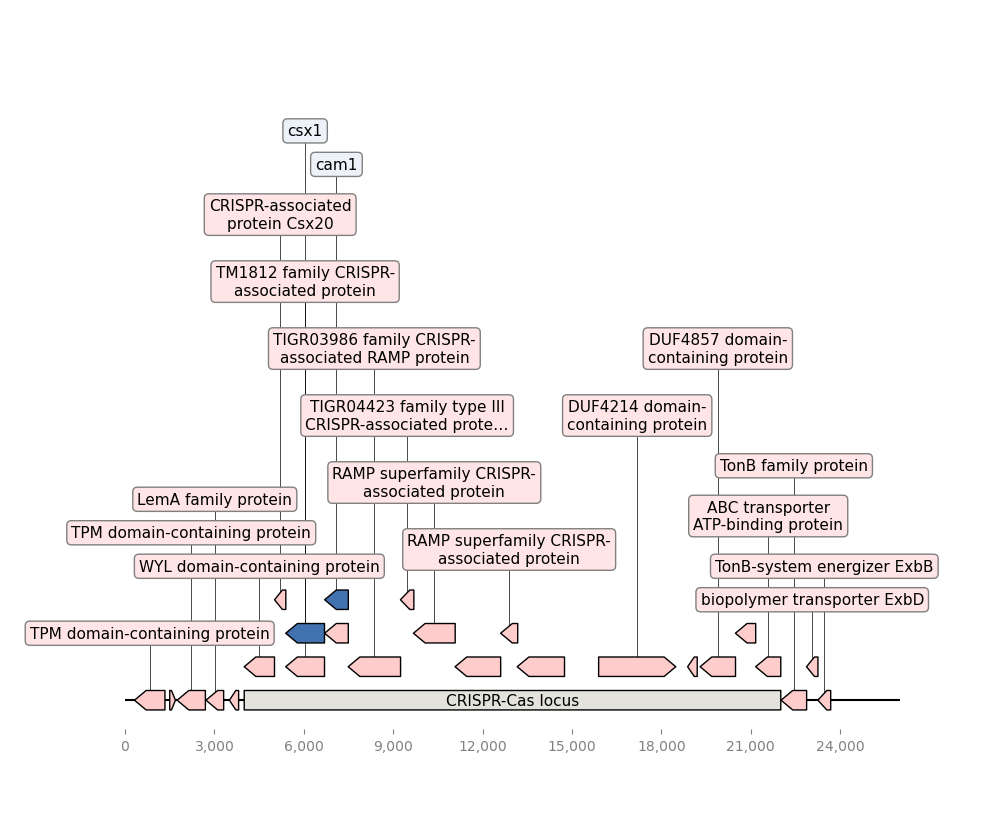 csx1
cam1
CRISPR-associated
protein Csx20
TM1812 family CRISPR-
associated protein
TIGR03986 family CRISPR-
associated RAMP protein
DUF4857 domain-
containing protein
TIGR04423 family type III
CRISPR-associated prote…
DUF4214 domain-
containing protein
TonB family protein
RAMP superfamily CRISPR-
associated protein
LemA family protein
ABC transporter
ATP-binding protein
TPM domain-containing protein
RAMP superfamily CRISPR-
associated protein
WYL domain-containing protein
TonB-system energizer ExbB
biopolymer transporter ExbD
TPM domain-containing protein
CRISPR-Cas locus
0
3,000
6,000
9,000
12,000
15,000
18,000
21,000
24,000